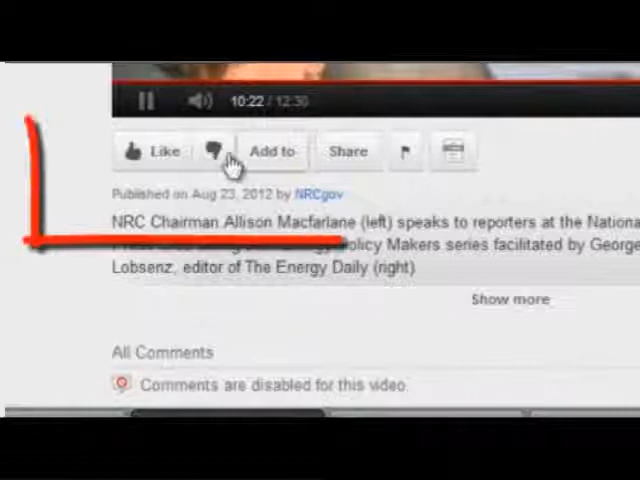 10:22 / 12:30
Like
Add to
Share
Published on Aug 23, 2012 by NRCgov
NRC Chairman Allison Macfarlane (left) speaks to reporters at the Nationa
Policy Makers series facilitated by George
Lobsenz, editor of The Energy Daily (right)
Show more
All Comments
Comments are disabled for this video.